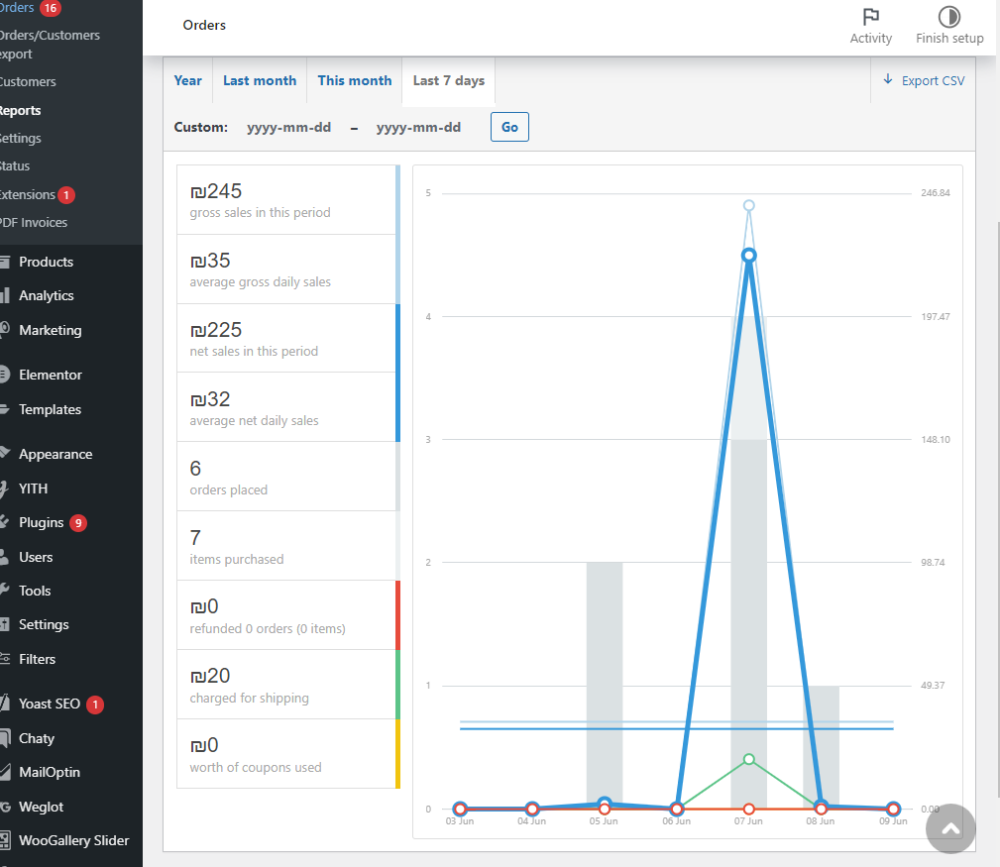 Orders 16
Orders/Customers
export
Customers
Reports
Settings
Status
Extensions 1
PDF Invoices
Products
Analytics
Marketing
Elementor
Templates
Appearance
YITH
Plugins 9
Users
Tools
Settings
Filters
Yoast SEO 1
Chaty
MailOptin
Weglot
WooGallery Slider
Orders
Activity
Finish setup
Year
Last month
This month
Last 7 days
Export CSV
Custom: yyyy-mm-dd – yyyy-mm-dd Go
₪245
gross sales in this period
₪35
average gross daily sales
₪225
net sales in this period
₪32
average net daily sales
6
orders placed
7
items purchased
₪0
refunded 0 orders (0 items)
₪20
charged for shipping
₪0
worth of coupons used
5 246.84
4 197.47
3 148.10
2 98.74
1 49.37
0 0.00
03 Jun 04 Jun 05 Jun 06 Jun 07 Jun 08 Jun 09 Jun